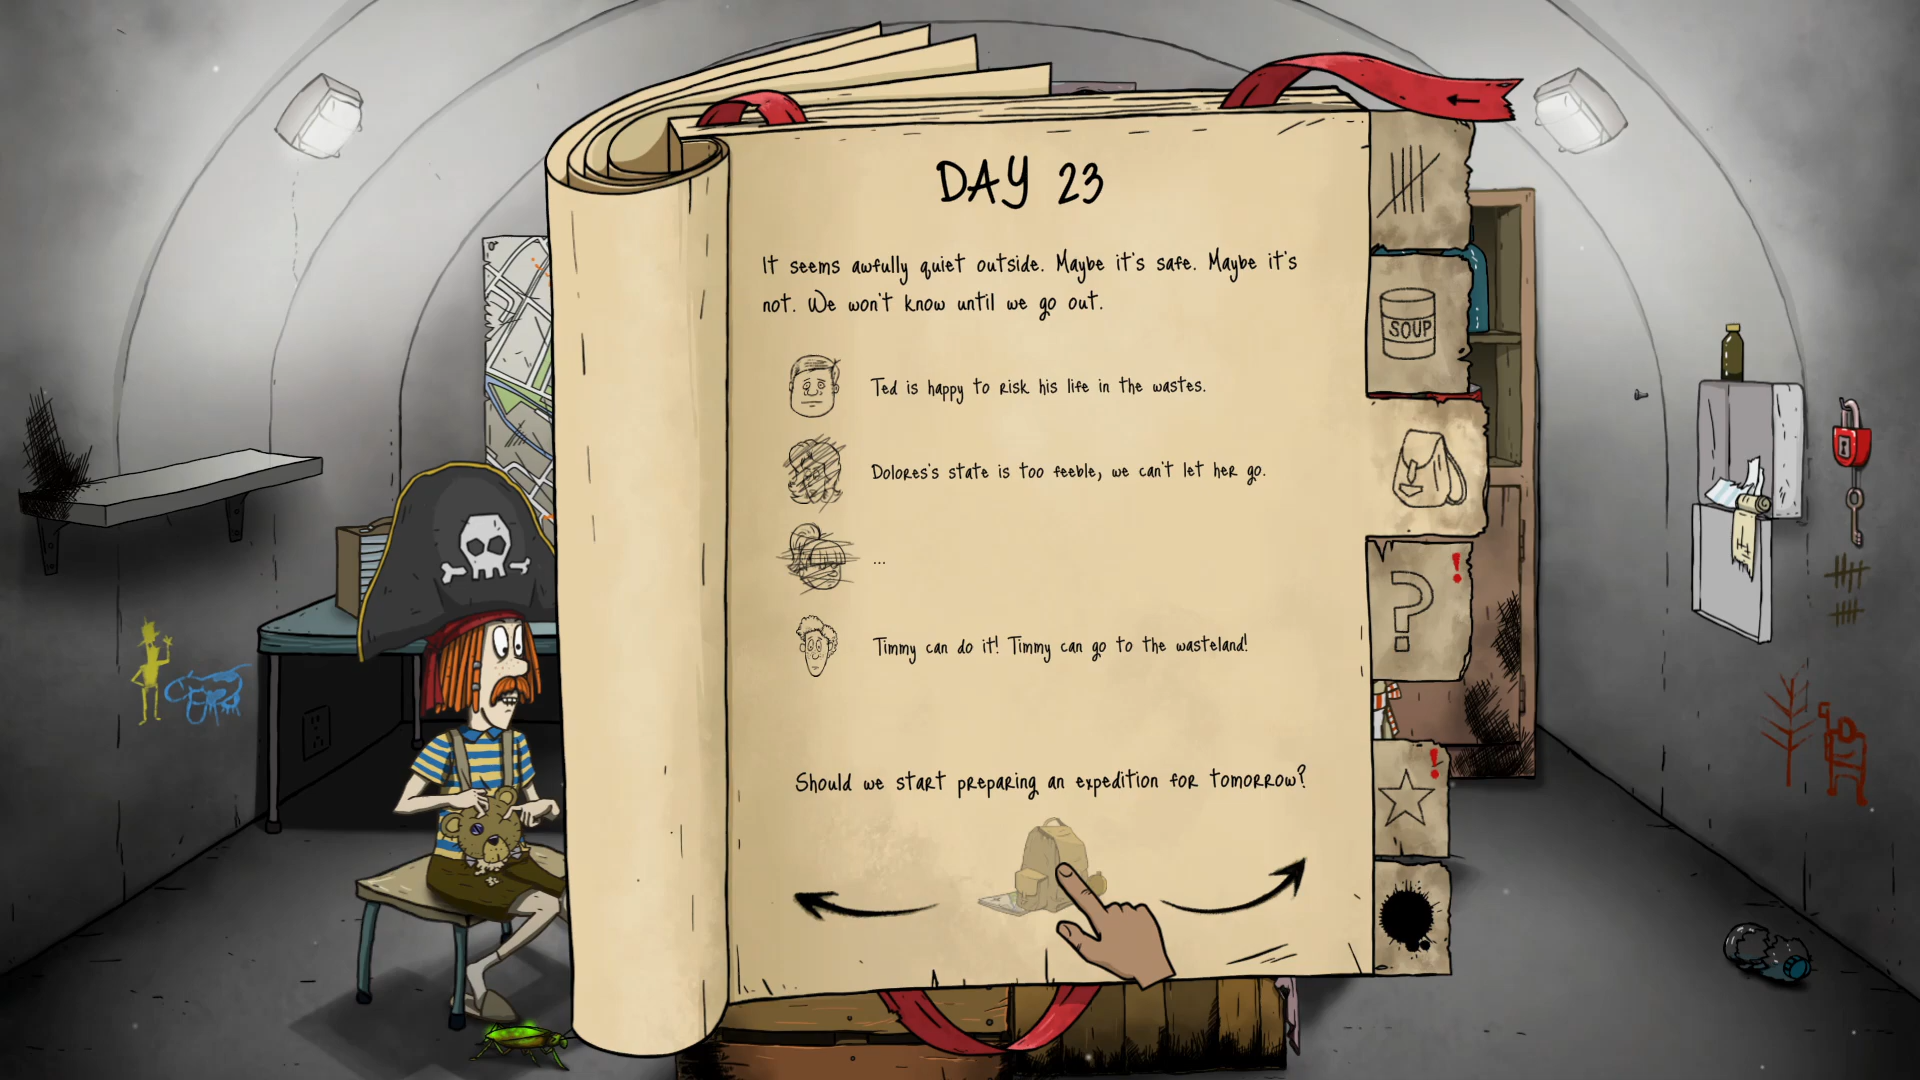 DAY 23
It seems awfully quiet outside. Maybe it's safe. Maybe it's
not. We won't know until we go out.
Ted is happy to risk his life in the wastes.
Dolores's state is too feeble, we can't let her go.
...
Timmy can do it! Timmy can go to the wasteland!
Should we start preparing an expedition for tomorrow?
SOUP
?
!
!